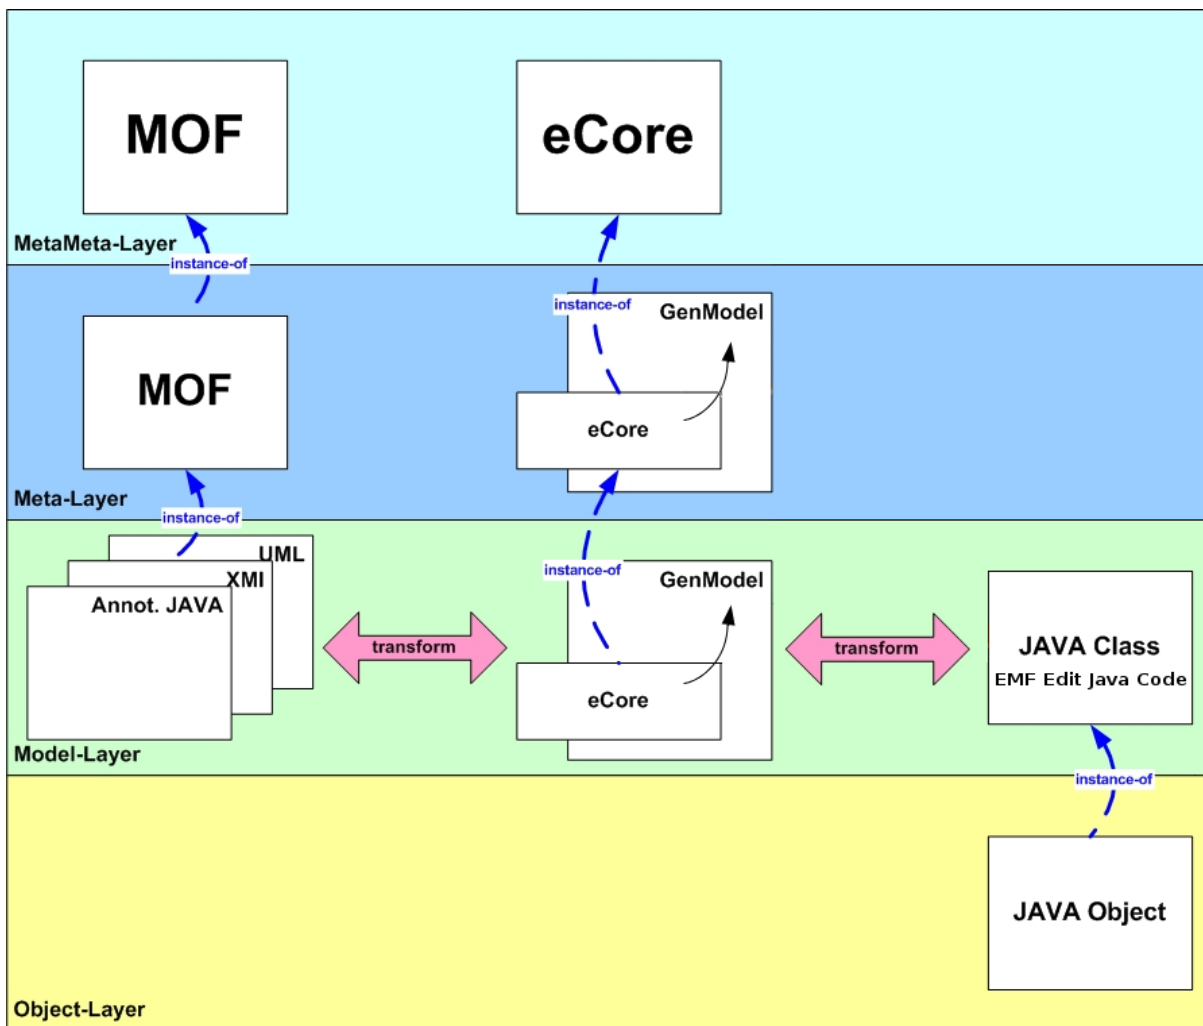 MOF
eCore
MetaMeta-Layer
instance-of
instance-of
GenModel
MOF
eCore
Meta-Layer
instance-of
UML
XMI
Annot. JAVA
instance-of
GenModel
transform
transform
JAVA Class
EMF Edit Java Code
eCore
Model-Layer
instance-of
JAVA Object
Object-Layer